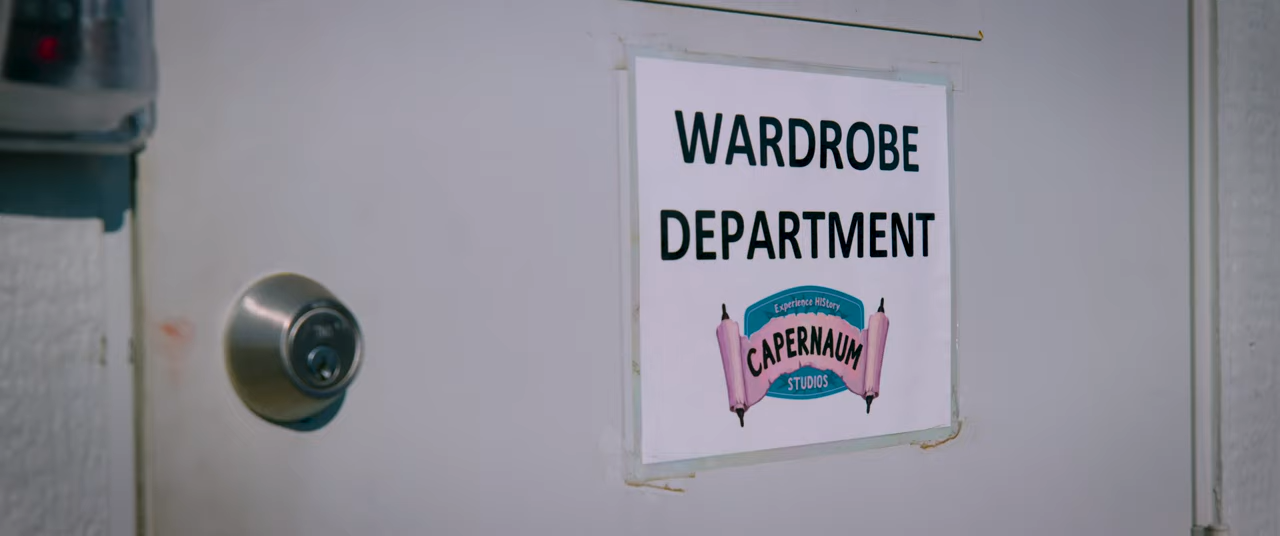 WARDROBE
DEPARTMENT
Experience HIStory
CAPERNAUM
STUDIOS